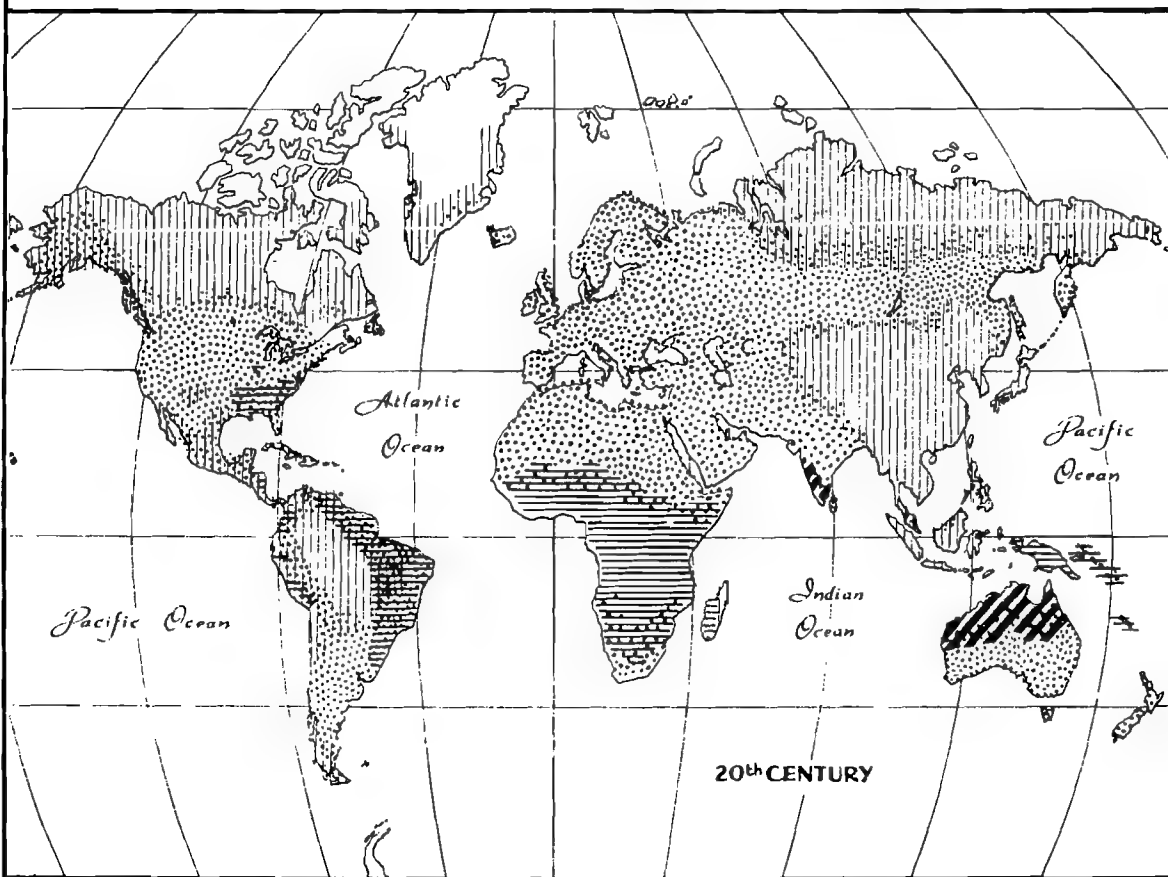 Atlantic
Ocean
Pacific
Ocean
Pacific Ocean
Indian
Ocean
20th CENTURY